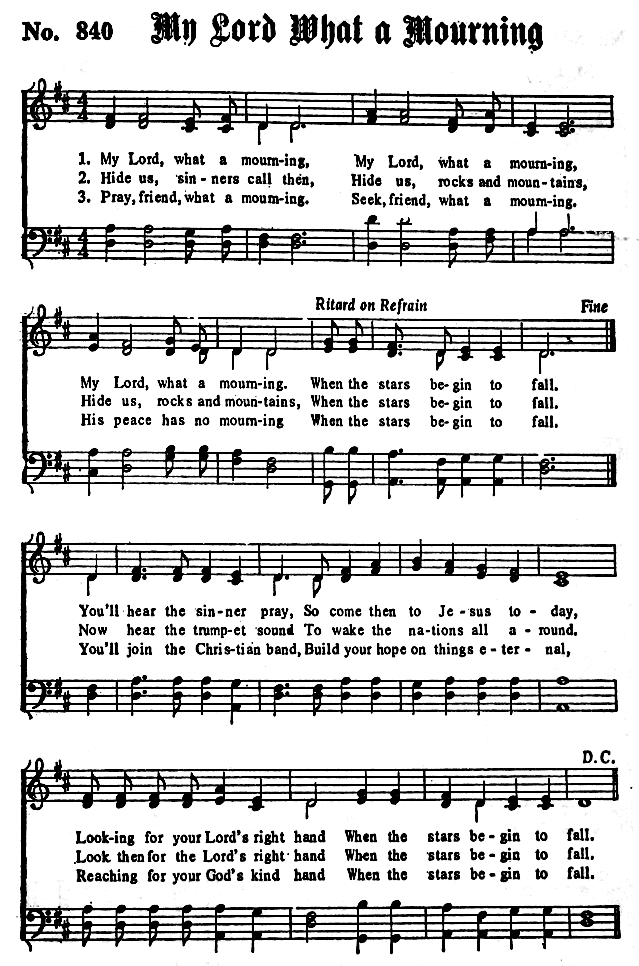 No. 840 My Lord What a Mourning
1. My Lord, what a mourn-ing, My Lord, what a mourn-ing,
2. Hide us, sin - ners call then, Hide us, rocks and moun-tains,
3. Pray, friend, what a mourn-ing. Seek, friend, what a mourn-ing.
Ritard on Refrain Fine
My Lord, what a mourn-ing. When the stars be-gin to fall.
Hide us, rocks and moun-tains, When the stars be-gin to fall.
His peace has no mourn-ing When the stars be-gin to fall.
You'll hear the sin-ner pray, So come then to Je-sus to - day,
Now hear the trump-et sound To wake the na-tions all a - round.
You'll join the Chris-tian band, Build your hope on things e - ter - nal,
D.C.
Look-ing for your Lord's right hand When the stars be - gin to fall.
Look then for the Lord's right hand When the stars be - gin to fall.
Reaching for your God's kind hand When the stars be - gin to fall.